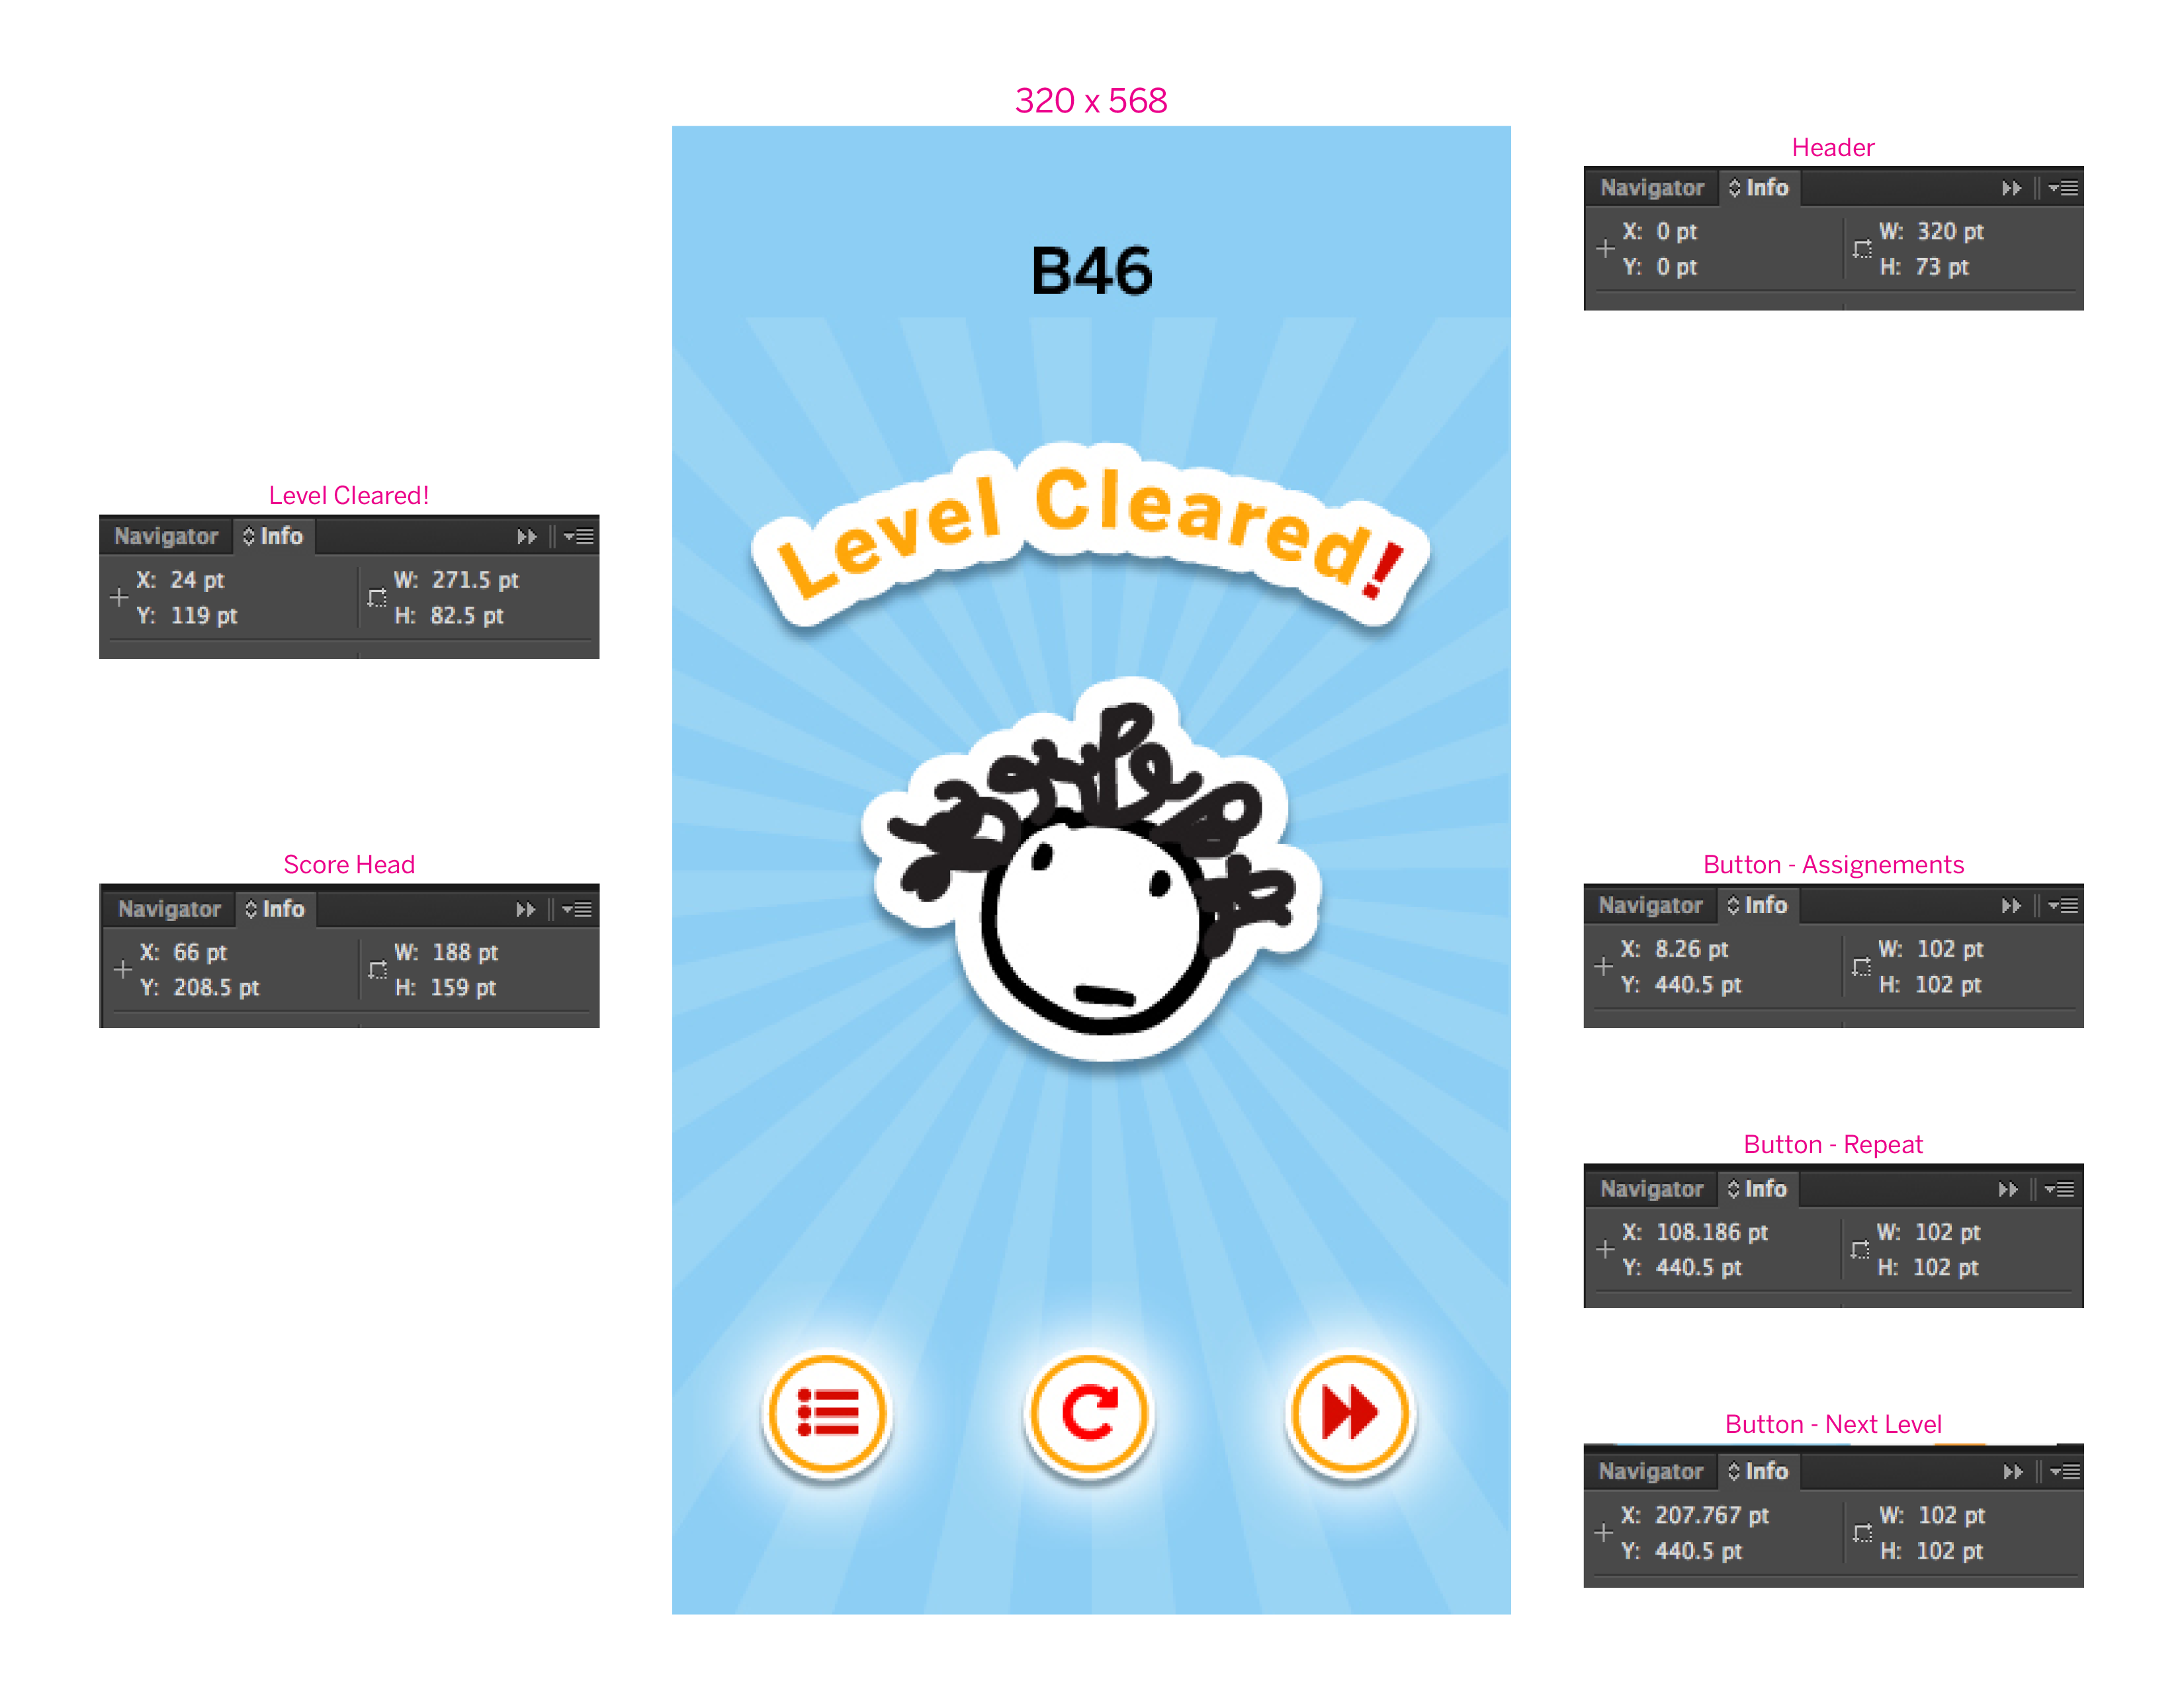 320 x 568
B46
Level Cleared!
Header
Navigator Info
X: 0 pt W: 320 pt
Y: 0 pt H: 73 pt
Level Cleared!
Navigator Info
X: 24 pt W: 271.5 pt
Y: 119 pt H: 82.5 pt
Score Head
Navigator Info
X: 66 pt W: 188 pt
Y: 208.5 pt H: 159 pt
Button - Assignements
Navigator Info
X: 8.26 pt W: 102 pt
Y: 440.5 pt H: 102 pt
Button - Repeat
Navigator Info
X: 108.186 pt W: 102 pt
Y: 440.5 pt H: 102 pt
Button - Next Level
Navigator Info
X: 207.767 pt W: 102 pt
Y: 440.5 pt H: 102 pt